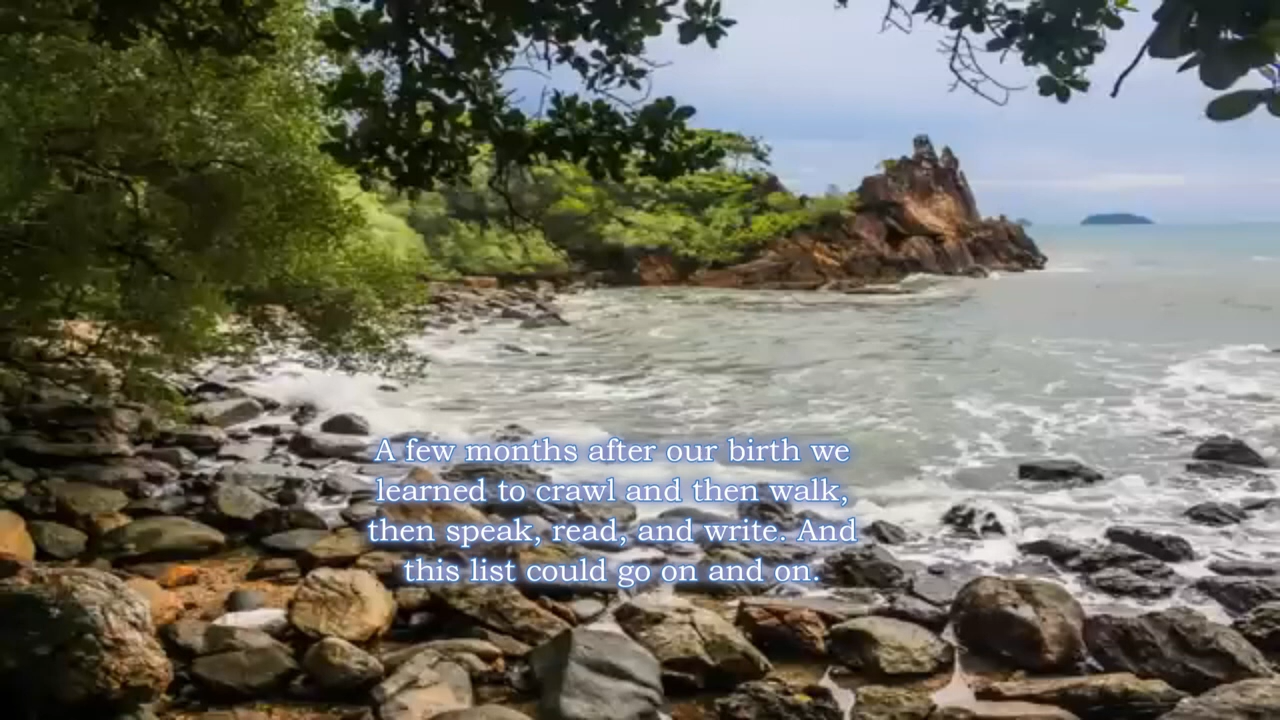 A few months after our birth we
learned to crawl and then walk,
then speak, read, and write. And
this list could go on and on.